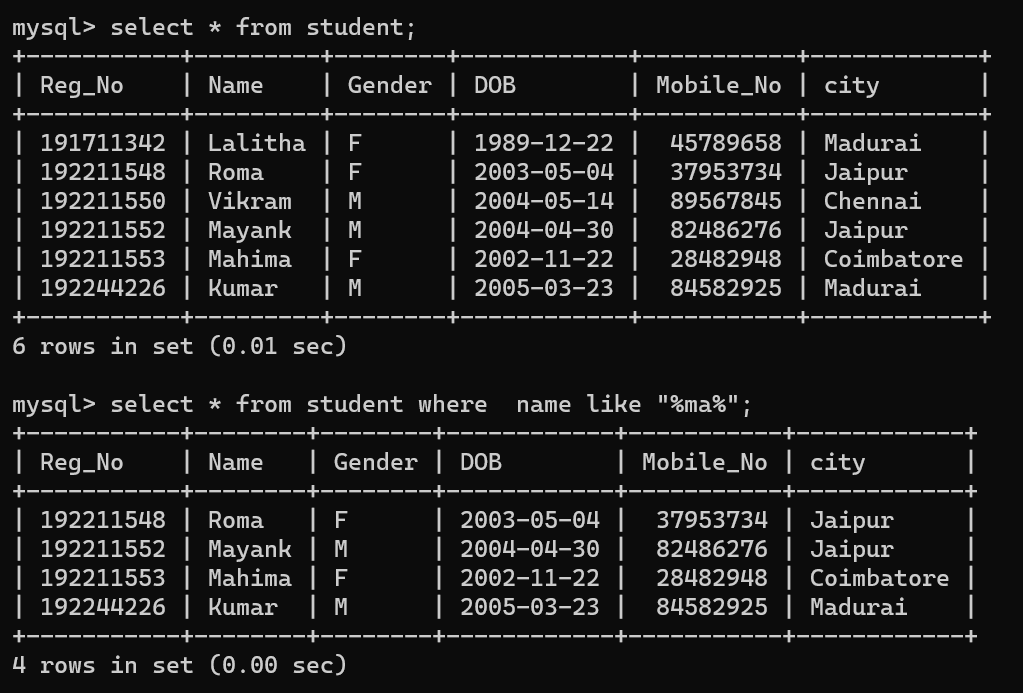 mysql> select * from student;
+-----------+---------+--------+------------+-----------+------------+
| Reg_No    | Name    | Gender | DOB        | Mobile_No | city       |
+-----------+---------+--------+------------+-----------+------------+
| 191711342 | Lalitha | F      | 1989-12-22 |  45789658 | Madurai    |
| 192211548 | Roma    | F      | 2003-05-04 |  37953734 | Jaipur     |
| 192211550 | Vikram  | M      | 2004-05-14 |  89567845 | Chennai    |
| 192211552 | Mayank  | M      | 2004-04-30 |  82486276 | Jaipur     |
| 192211553 | Mahima  | F      | 2002-11-22 |  28482948 | Coimbatore |
| 192244226 | Kumar   | M      | 2005-03-23 |  84582925 | Madurai    |
+-----------+---------+--------+------------+-----------+------------+
6 rows in set (0.01 sec)

mysql> select * from student where  name like "%ma%";
+-----------+--------+--------+------------+-----------+------------+
| Reg_No    | Name   | Gender | DOB        | Mobile_No | city       |
+-----------+--------+--------+------------+-----------+------------+
| 192211548 | Roma   | F      | 2003-05-04 |  37953734 | Jaipur     |
| 192211552 | Mayank | M      | 2004-04-30 |  82486276 | Jaipur     |
| 192211553 | Mahima | F      | 2002-11-22 |  28482948 | Coimbatore |
| 192244226 | Kumar  | M      | 2005-03-23 |  84582925 | Madurai    |
+-----------+--------+--------+------------+-----------+------------+
4 rows in set (0.00 sec)